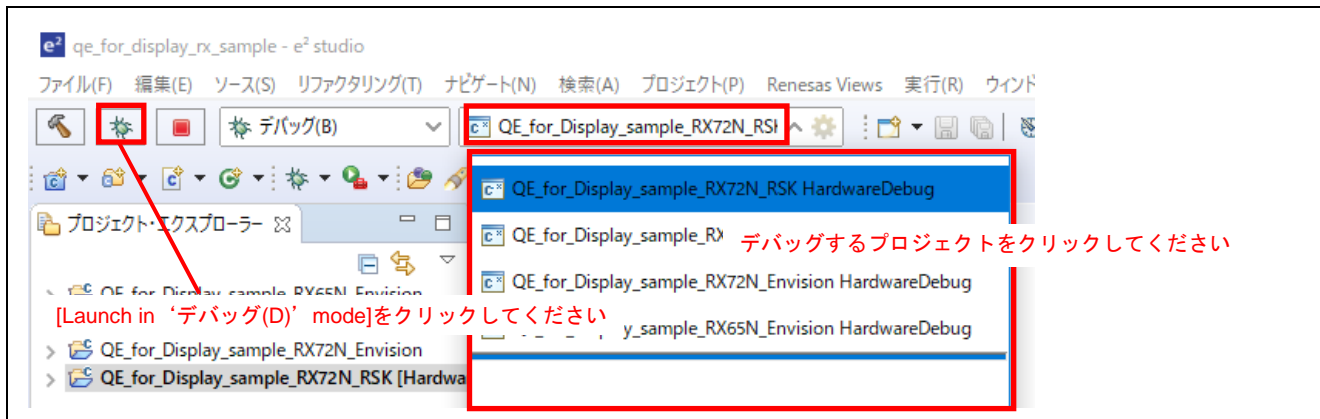 e² qe_for_display_rx_sample - e² studio
ファイル(F) 編集(E) ソース(S) リファクタリング(T) ナビゲート(N) 検索(A) プロジェクト(P) Renesas Views 実行(R) ウィンド
デバッグ(B) QE_for_Display_sample_RX72N_RSK
QE_for_Display_sample_RX72N_RSK HardwareDebug
プロジェクト・エクスプローラー
QE_for_Display_sample_RX
デバッグするプロジェクトをクリックしてください
QE_for_Display_sample_RX72N_Envision HardwareDebug
QE_for_Display_sample_RX65N_Envision
[Launch in ‘デバッグ(D)’ mode]をクリックしてください
y_sample_RX65N_Envision HardwareDebug
QE_for_Display_sample_RX72N_Envision
QE_for_Display_sample_RX72N_RSK [Hardwa